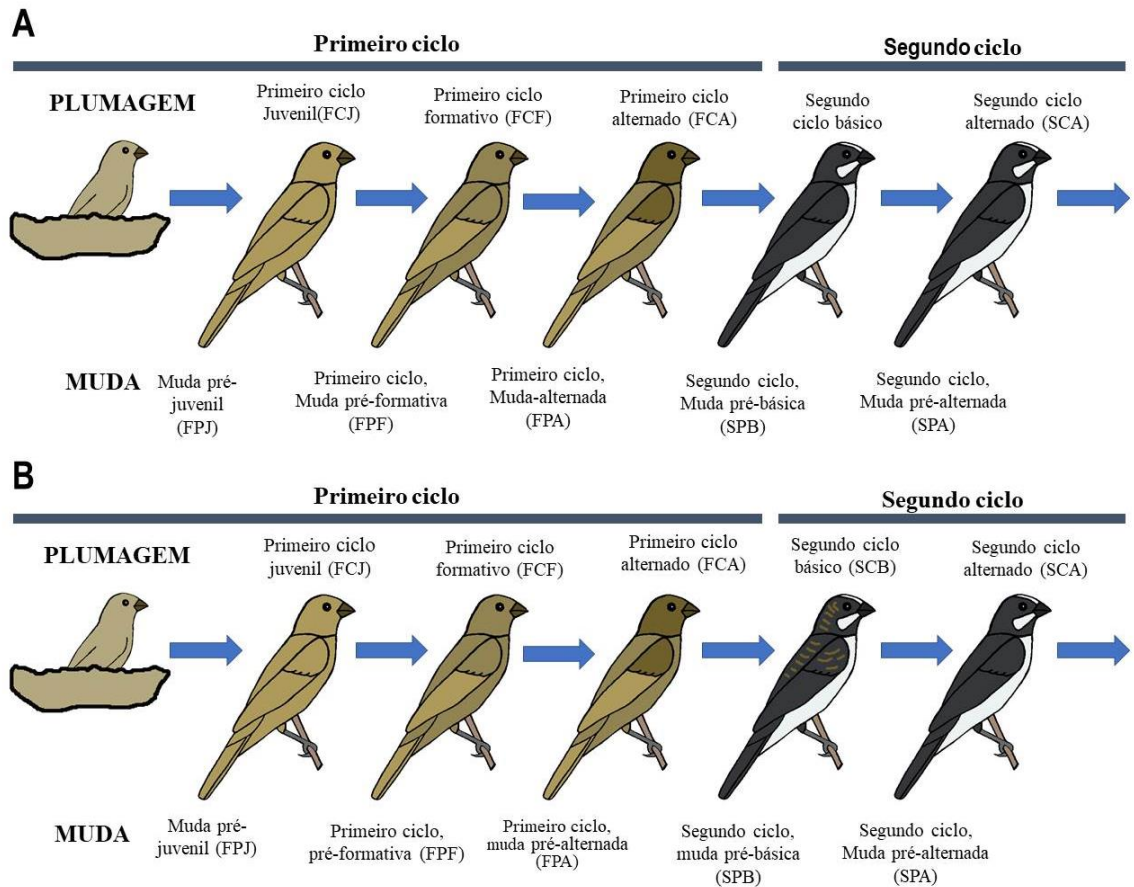 A
Primeiro ciclo
Segundo ciclo
PLUMAGEM
Primeiro ciclo
Juvenil(FCJ)
Primeiro ciclo
formativo (FCF)
Primeiro ciclo
alternado (FCA)
Segundo
ciclo básico
Segundo ciclo
alternado (SCA)
MUDA
Muda pré-
juvenil
(FPJ)
Primeiro ciclo,
Muda pré-formativa
(FPF)
Primeiro ciclo,
Muda-alternada
(FPA)
Segundo ciclo,
Muda pré-básica
(SPB)
Segundo ciclo,
Muda pré-alternada
(SPA)
B
Primeiro ciclo
Segundo ciclo
PLUMAGEM
Primeiro ciclo
juvenil (FCJ)
Primeiro ciclo
formativo (FCF)
Primeiro ciclo
alternado (FCA)
Segundo ciclo
básico (SCB)
Segundo ciclo
alternado (SCA)
MUDA
Muda pré-
juvenil (FPJ)
Primeiro ciclo,
pré-formativa (FPF)
Primeiro ciclo,
muda pré-alternada
(FPA)
Segundo ciclo,
muda pré-básica
(SPB)
Segundo ciclo,
Muda pré-alternada
(SPA)